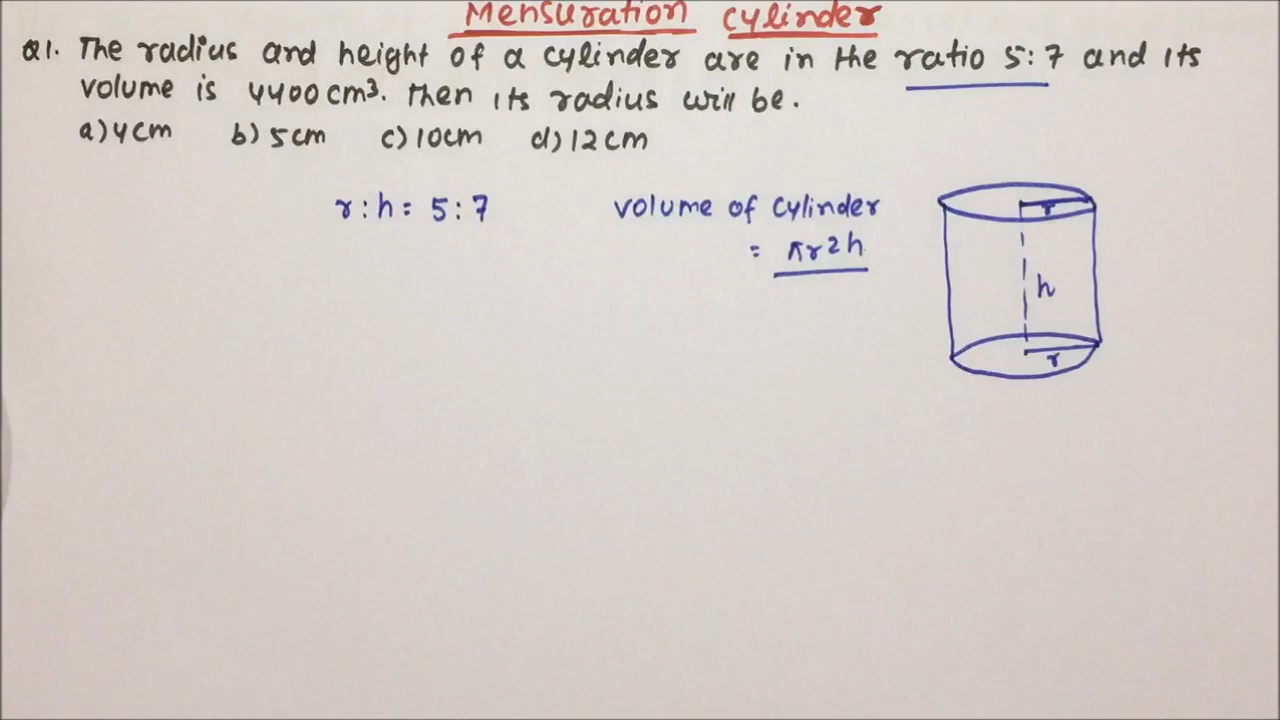 Mensuration Cylinder
Q1. The radius and height of a cylinder are in the ratio 5:7 and its
volume is 4400cm³. Then its radius will be.
a) 4cm b) 5cm c) 10cm d) 12cm
r:h = 5:7 volume of cylinder
= πr2h
r
h
r